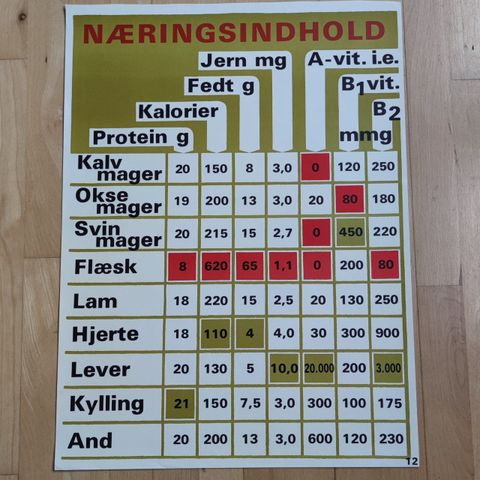 NÆRINGSINDHOLD
Jern mg A-vit. i.e.
Fedt g B1vit.
Kalorier B2
Protein g mmg
Kalv
mager 20 150 8 3,0 0 120 250
Okse
mager 19 200 13 3,0 20 80 180
Svin
mager 20 215 15 2,7 0 450 220
Flæsk 8 620 65 1,1 0 200 80
Lam 18 220 15 2,5 20 130 250
Hjerte 18 110 4 4,0 30 300 900
Lever 20 130 5 10,0 20.000 200 3.000
Kylling 21 150 7,5 3,0 300 100 175
And 20 200 13 3,0 600 120 230
T2